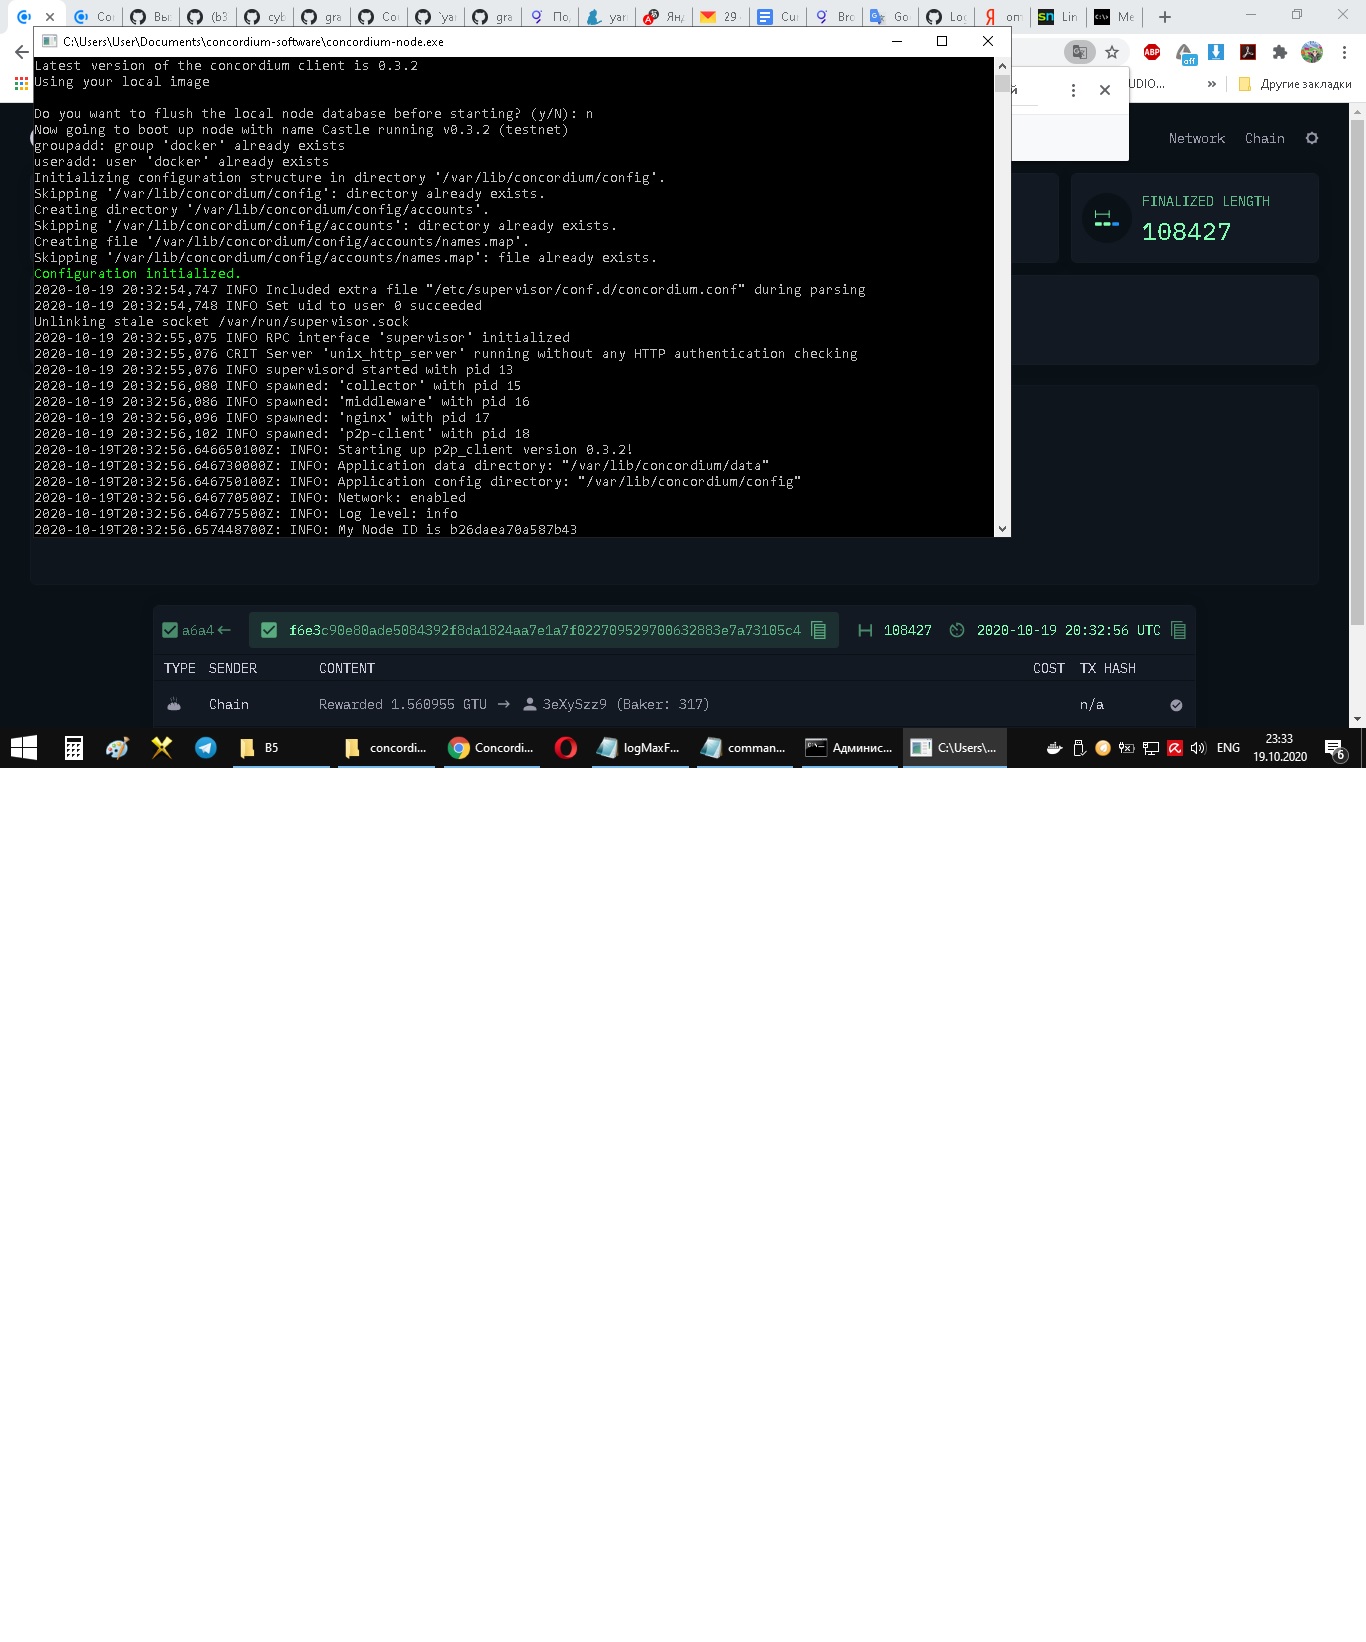 Со
Выс
(b3
cyb
gra
Co
`yar
gra
По,
yarr
Янд
29
Cur
Bro
Go
Lo
Я
опт
sn
Lin
Me
C:\Users\User\Documents\concordium-software\concordium-node.exe
ABP
off
UDIO...
»
Другие закладки
й
Latest version of the concordium client is 0.3.2
Using your local image
Do you want to flush the local node database before starting? (y/N): n
Now going to boot up node with name Castle running v0.3.2 (testnet)
groupadd: group 'docker' already exists
useradd: user 'docker' already exists
Initializing configuration structure in directory '/var/lib/concordium/config'.
Skipping '/var/lib/concordium/config': directory already exists.
Creating directory '/var/lib/concordium/config/accounts'.
Skipping '/var/lib/concordium/config/accounts': directory already exists.
Creating file '/var/lib/concordium/config/accounts/names.map'.
Skipping '/var/lib/concordium/config/accounts/names.map': file already exists.
Configuration initialized.
2020-10-19 20:32:54,747 INFO Included extra file "/etc/supervisor/conf.d/concordium.conf" during parsing
2020-10-19 20:32:54,748 INFO Set uid to user 0 succeeded
Unlinking stale socket /var/run/supervisor.sock
2020-10-19 20:32:55,075 INFO RPC interface 'supervisor' initialized
2020-10-19 20:32:55,076 CRIT Server 'unix_http_server' running without any HTTP authentication checking
2020-10-19 20:32:55,076 INFO supervisord started with pid 13
2020-10-19 20:32:56,080 INFO spawned: 'collector' with pid 15
2020-10-19 20:32:56,086 INFO spawned: 'middleware' with pid 16
2020-10-19 20:32:56,096 INFO spawned: 'nginx' with pid 17
2020-10-19 20:32:56,102 INFO spawned: 'p2p-client' with pid 18
2020-10-19T20:32:56.646650100Z: INFO: Starting up p2p_client version 0.3.2!
2020-10-19T20:32:56.646730000Z: INFO: Application data directory: "/var/lib/concordium/data"
2020-10-19T20:32:56.646750100Z: INFO: Application config directory: "/var/lib/concordium/config"
2020-10-19T20:32:56.646770500Z: INFO: Network: enabled
2020-10-19T20:32:56.646775500Z: INFO: Log level: info
2020-10-19T20:32:56.657448700Z: INFO: My Node ID is b26daea70a587b43
Network Chain
FINALIZED LENGTH
108427
a6a4 f6e3c90e80ade5084392f8da1824aa7e1a7f022709529700632883e7a73105c4 108427 2020-10-19 20:32:56 UTC
TYPE SENDER CONTENT COST TX HASH
Chain Rewarded 1.560955 GTU → 3eXySzz9 (Baker: 317) n/a
B5
concordi...
Concordi...
logMaxF...
comman...
Админис...
C:\Users\...
ENG
23:33
19.10.2020
6